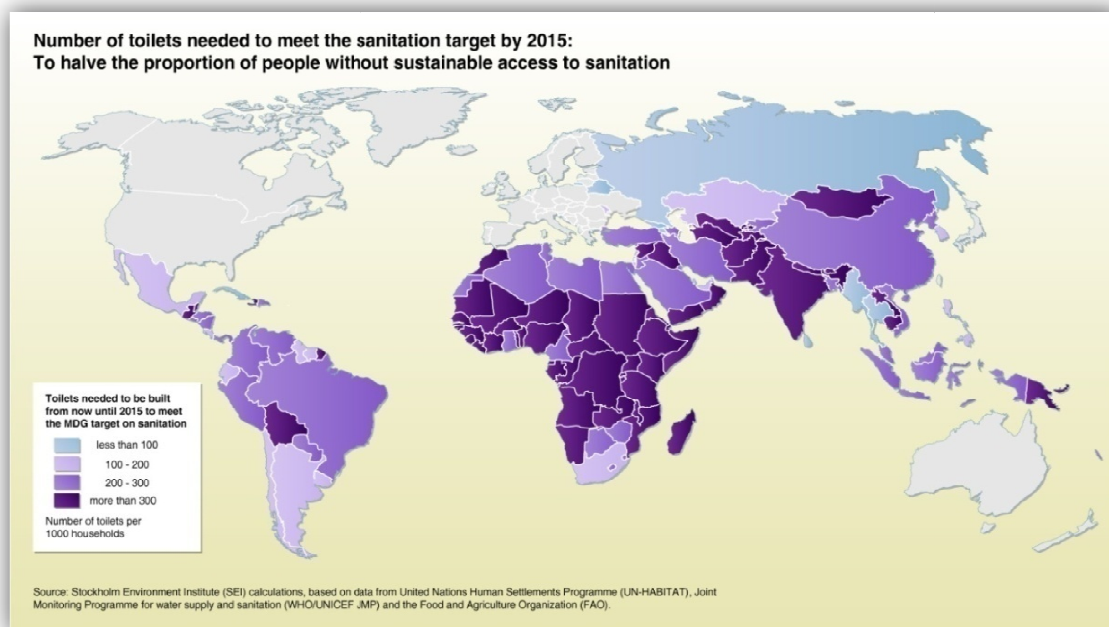 Number of toilets needed to meet the sanitation target by 2015:
To halve the proportion of people without sustainable access to sanitation
Toilets needed to be built
from now until 2015 to meet
the MDG target on sanitation
less than 100
100 - 200
200 - 300
more than 300
Number of toilets per
1000 households
Source: Stockholm Environment Institute (SEI) calculations, based on data from United Nations Human Settlements Programme (UN-HABITAT), Joint
Monitoring Programme for water supply and sanitation (WHO/UNICEF JMP) and the Food and Agriculture Organization (FAO).